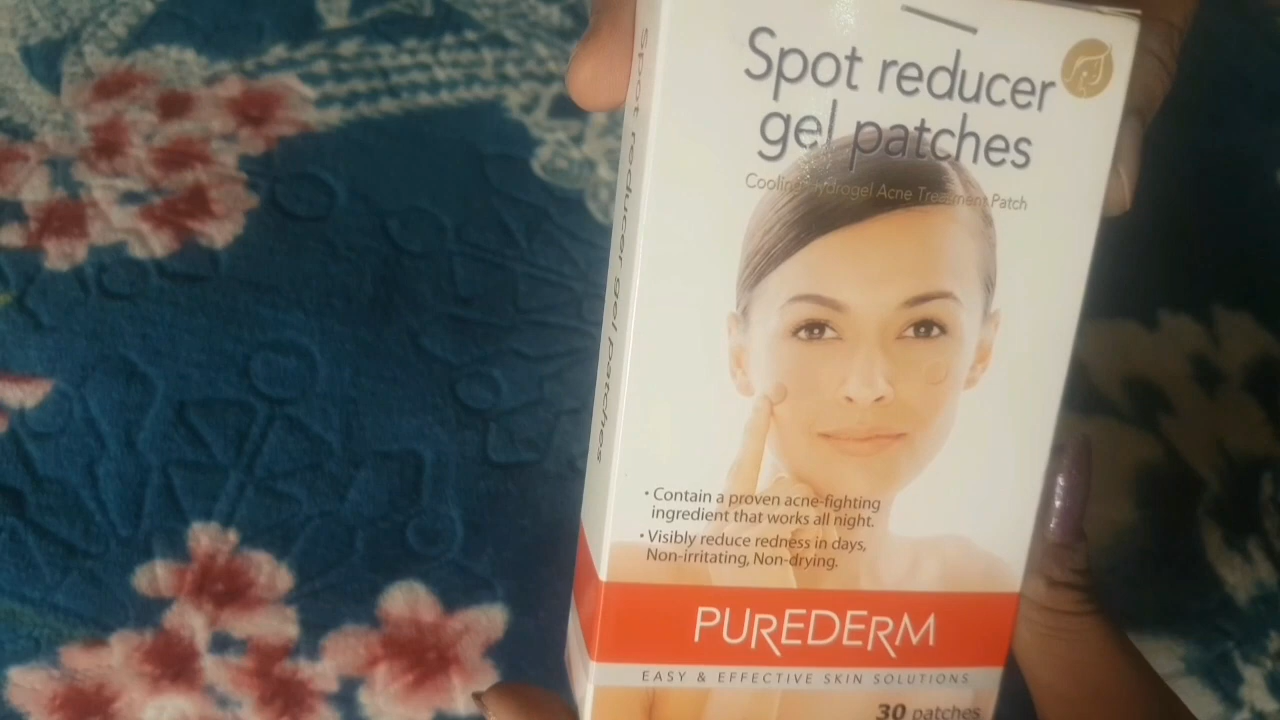 Spot reducer
gel patches
Cooling Hydrogel Acne Treatment Patch
• Contain a proven acne-fighting
ingredient that works all night.
• Visibly reduce redness in days,
Non-irritating, Non-drying.
PUREDERM
EASY & EFFECTIVE SKIN SOLUTIONS
30 patches
Spot reducer gel patches